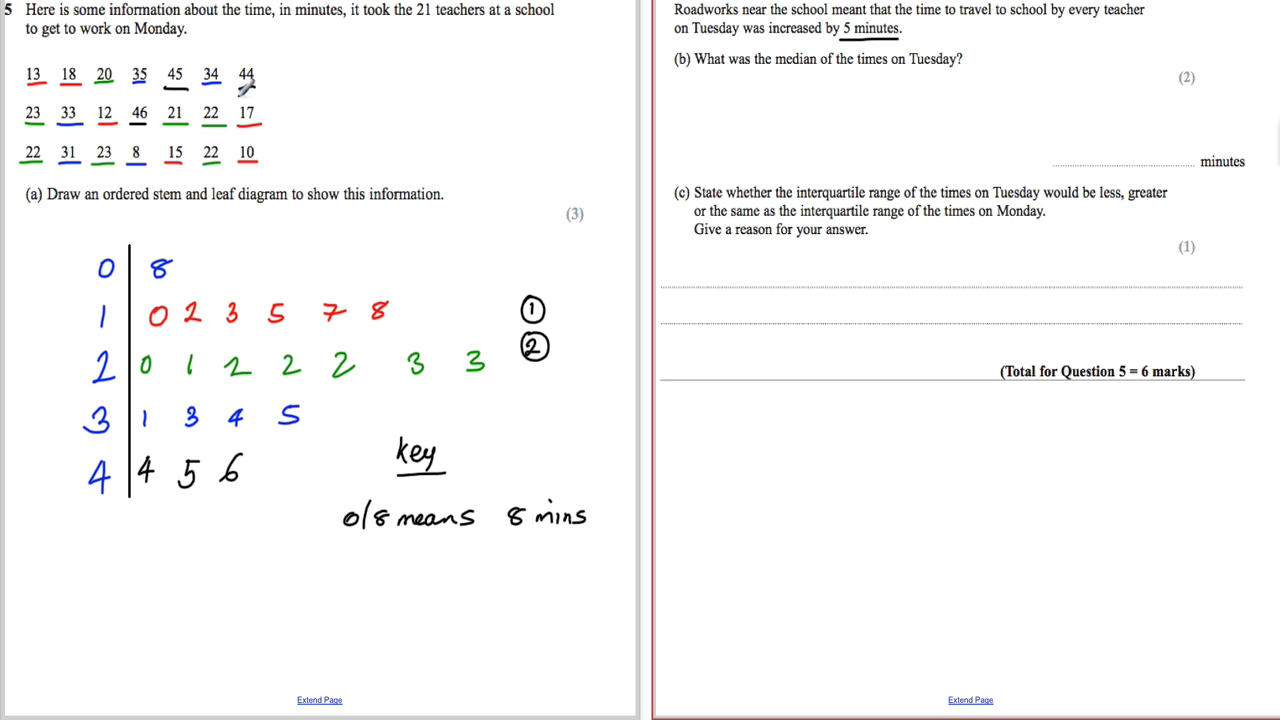 5 Here is some information about the time, in minutes, it took the 21 teachers at a school
to get to work on Monday.
13 18 20 35 45 34 44
23 33 12 46 21 22 17
22 31 23 8 15 22 10
(a) Draw an ordered stem and leaf diagram to show this information.
(3)
0 8
1 0 2 3 5 7 8
2 0 1 2 2 2 3 3
3 1 3 4 5
4 4 5 6
1
2
key
0/8 means 8 mins
Extend Page
Roadworks near the school meant that the time to travel to school by every teacher
on Tuesday was increased by 5 minutes.
(b) What was the median of the times on Tuesday?
(2)
minutes
(c) State whether the interquartile range of the times on Tuesday would be less, greater
or the same as the interquartile range of the times on Monday.
Give a reason for your answer.
(1)
(Total for Question 5 = 6 marks)
Extend Page